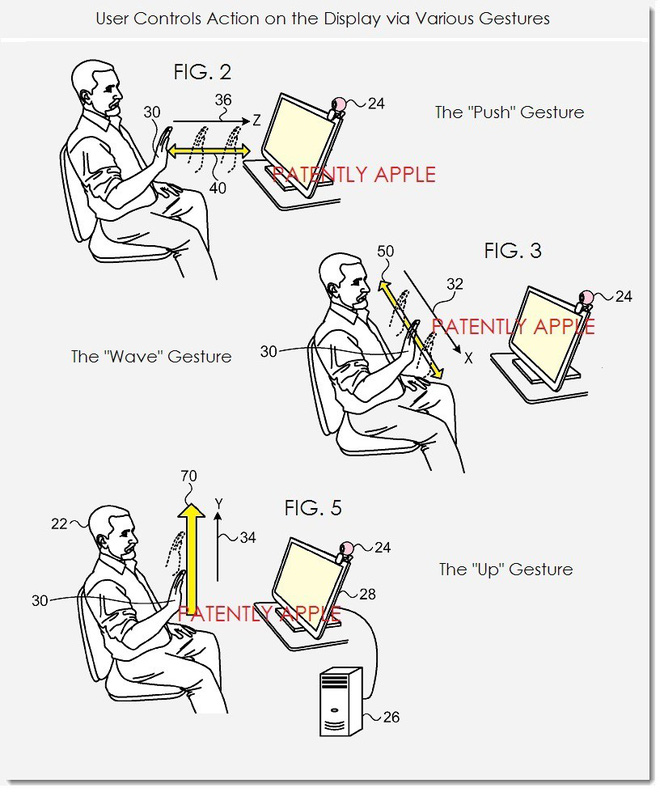 User Controls Action on the Display via Various Gestures
FIG. 2
30
36
Z
24
The "Push" Gesture
40
PATENTLY APPLE
FIG. 3
50
32
24
PATENTLY APPLE
The "Wave" Gesture
30
X
70
Y
FIG. 5
22
34
24
The "Up" Gesture
28
30
PATENTLY APPLE
26